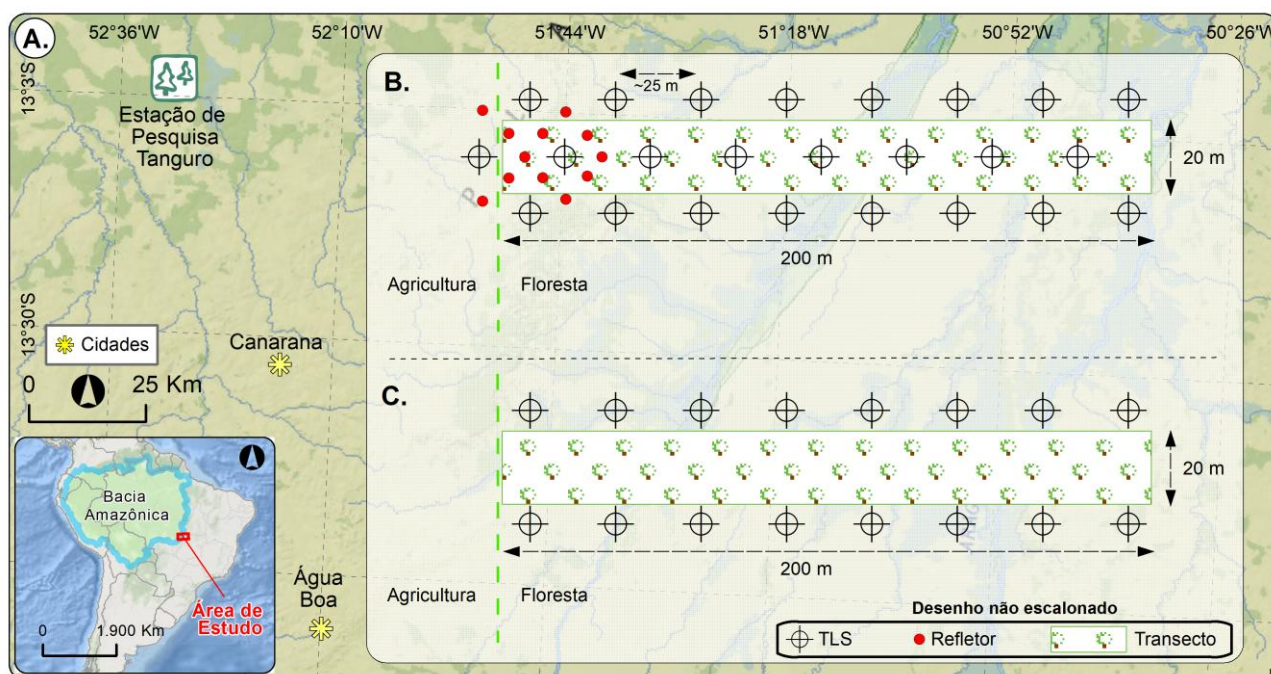 A.
52°36'W
52°10'W
51°44'W
51°18'W
50°52'W
50°26'W
13°3'S
13°30'S
Estação de
Pesquisa
Tanguro
Cidades
Canarana
0
25 Km
Bacia
Amazônica
Área de
Estudo
0
1.900 Km
Água
Boa
B.
~25 m
20 m
200 m
Agricultura
Floresta
C.
20 m
200 m
Agricultura
Floresta
Desenho não escalonado
TLS
Refletor
Transecto